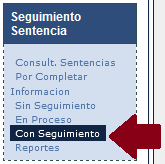 Seguimiento
Sentencia
Consult. Sentencias
Por Completar
Informacion
Sin Seguimiento
En Proceso
Con Seguimiento
Reportes